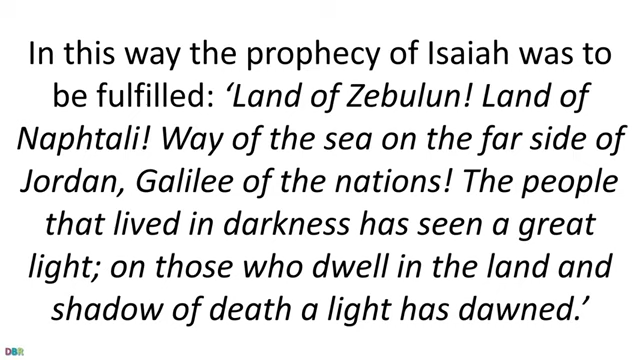 In this way the prophecy of Isaiah was to
be fulfilled: ‘Land of Zebulun! Land of
Naphtali! Way of the sea on the far side of
Jordan, Galilee of the nations! The people
that lived in darkness has seen a great
light; on those who dwell in the land and
shadow of death a light has dawned.’
DBR